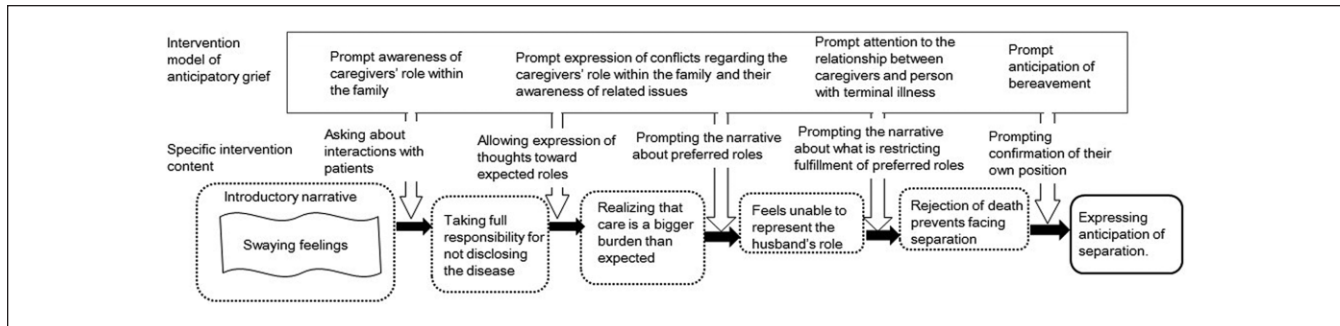 Intervention
model of
anticipatory grief
Prompt awareness of
caregivers' role within
the family
Prompt expression of conflicts regarding the
caregivers' role within the family and their
awareness of related issues
Prompt attention to the
relationship between
caregivers and person
with terminal illness
Prompt
anticipation of
bereavement
Specific intervention
content
Asking about
interactions with
patients
Allowing expression of
thoughts toward
expected roles
Prompting the narrative
about preferred roles
Prompting the narrative
about what is restricting
fulfillment of preferred roles
Prompting
confirmation of their
own position
Introductory narrative
Swaying feelings
Taking full
responsibility for
not disclosing
the disease
Realizing that
care is a bigger
burden than
expected
Feels unable to
represent the
husband's role
Rejection of death
prevents facing
separation
Expressing
anticipation of
separation.